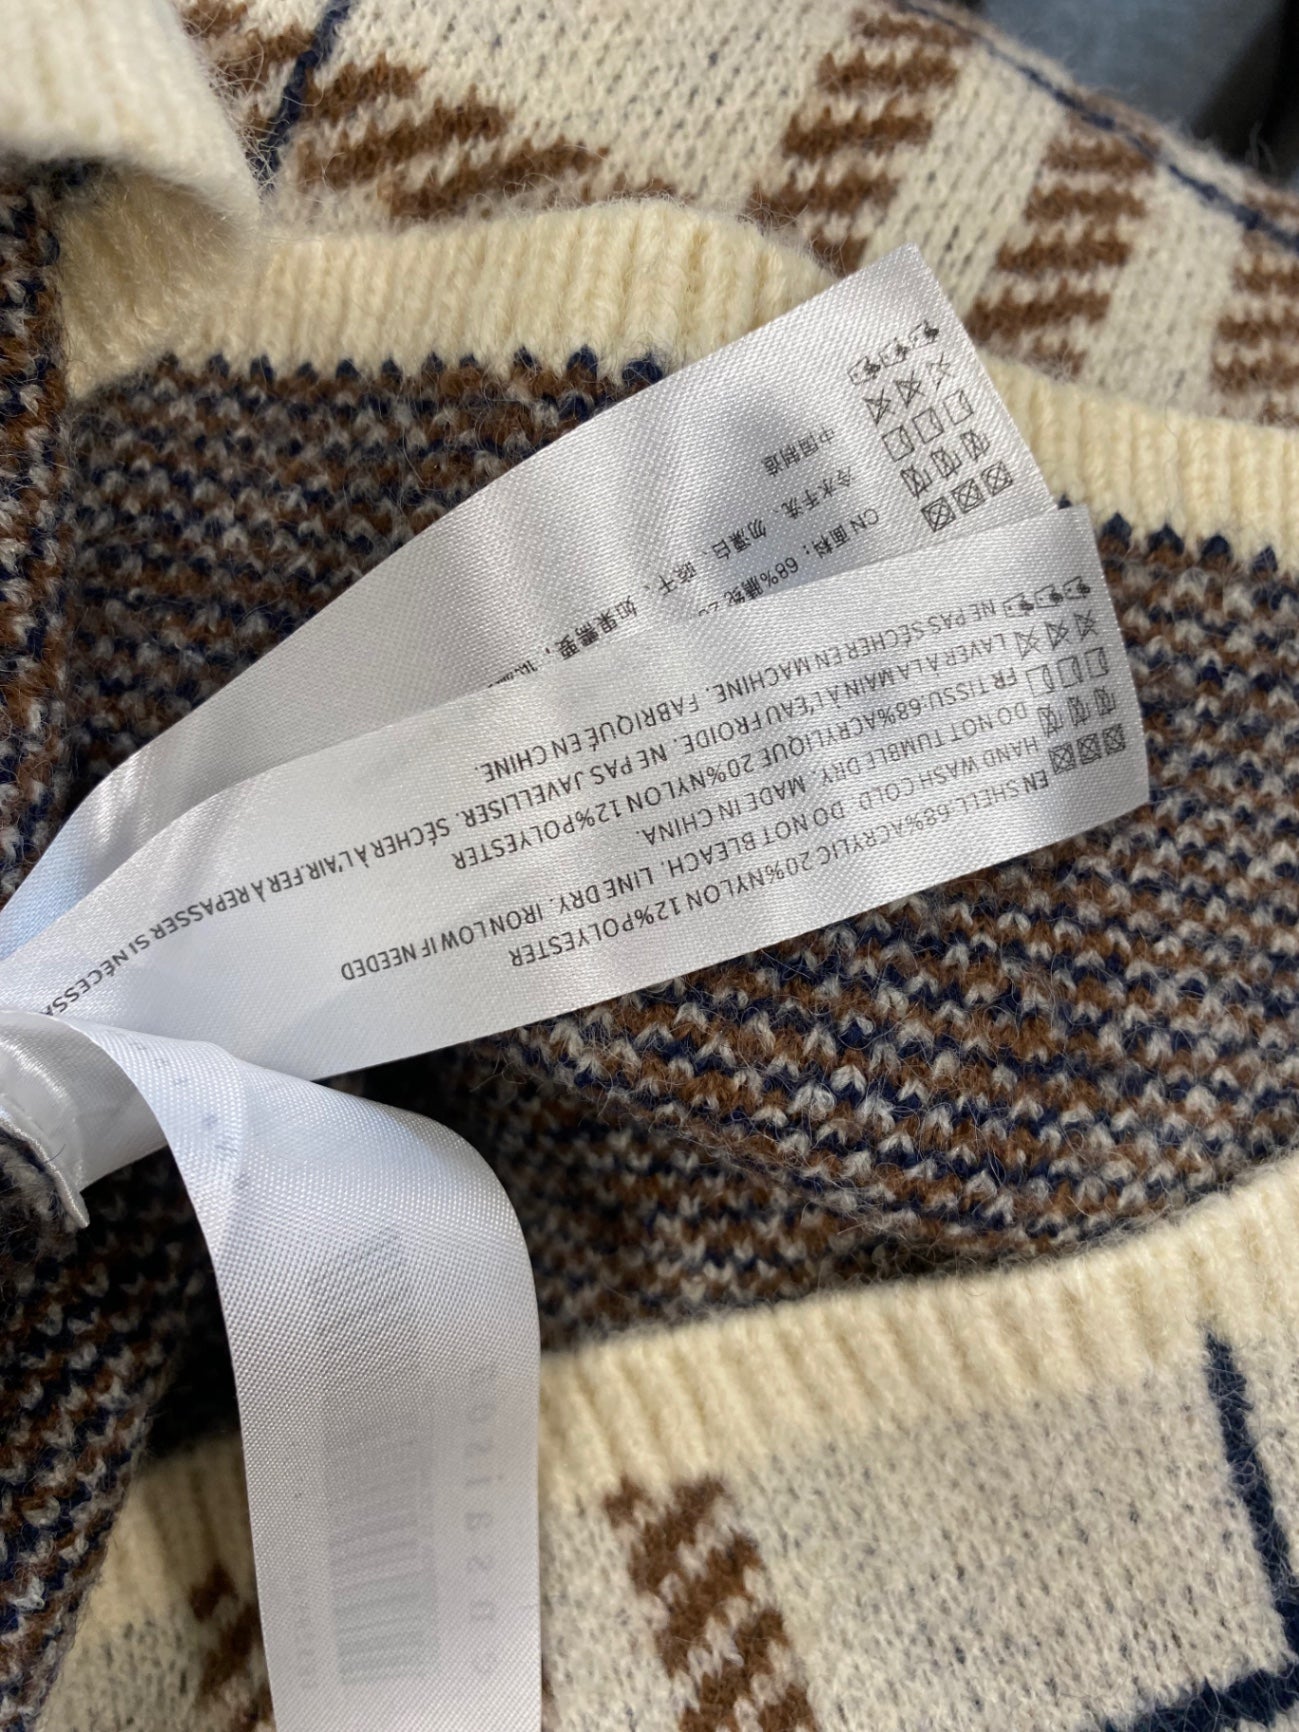 EN SHELL:68%ACRYLIC 20%NYLON 12%POLYESTER
HAND WASH COLD. DO NOT BLEACH. LINE DRY. IRON LOW IF NEEDED
DO NOT TUMBLE DRY. MADE IN CHINA.
FR TISSU:68%ACRYLIQUE 20%NYLON 12%POLYESTER
LAVER À LA MAIN À L'EAU FROIDE. NE PAS JAVELLISER. SÉCHER À L'AIR.FER À REPASSER SI NÉCESSA
NE PAS SÉCHER EN MACHINE. FABRIQUÉ EN CHINE.
CN 面料：68%腈纶
冷水手洗、勿漂白、晾干、如果需要，
中国制造